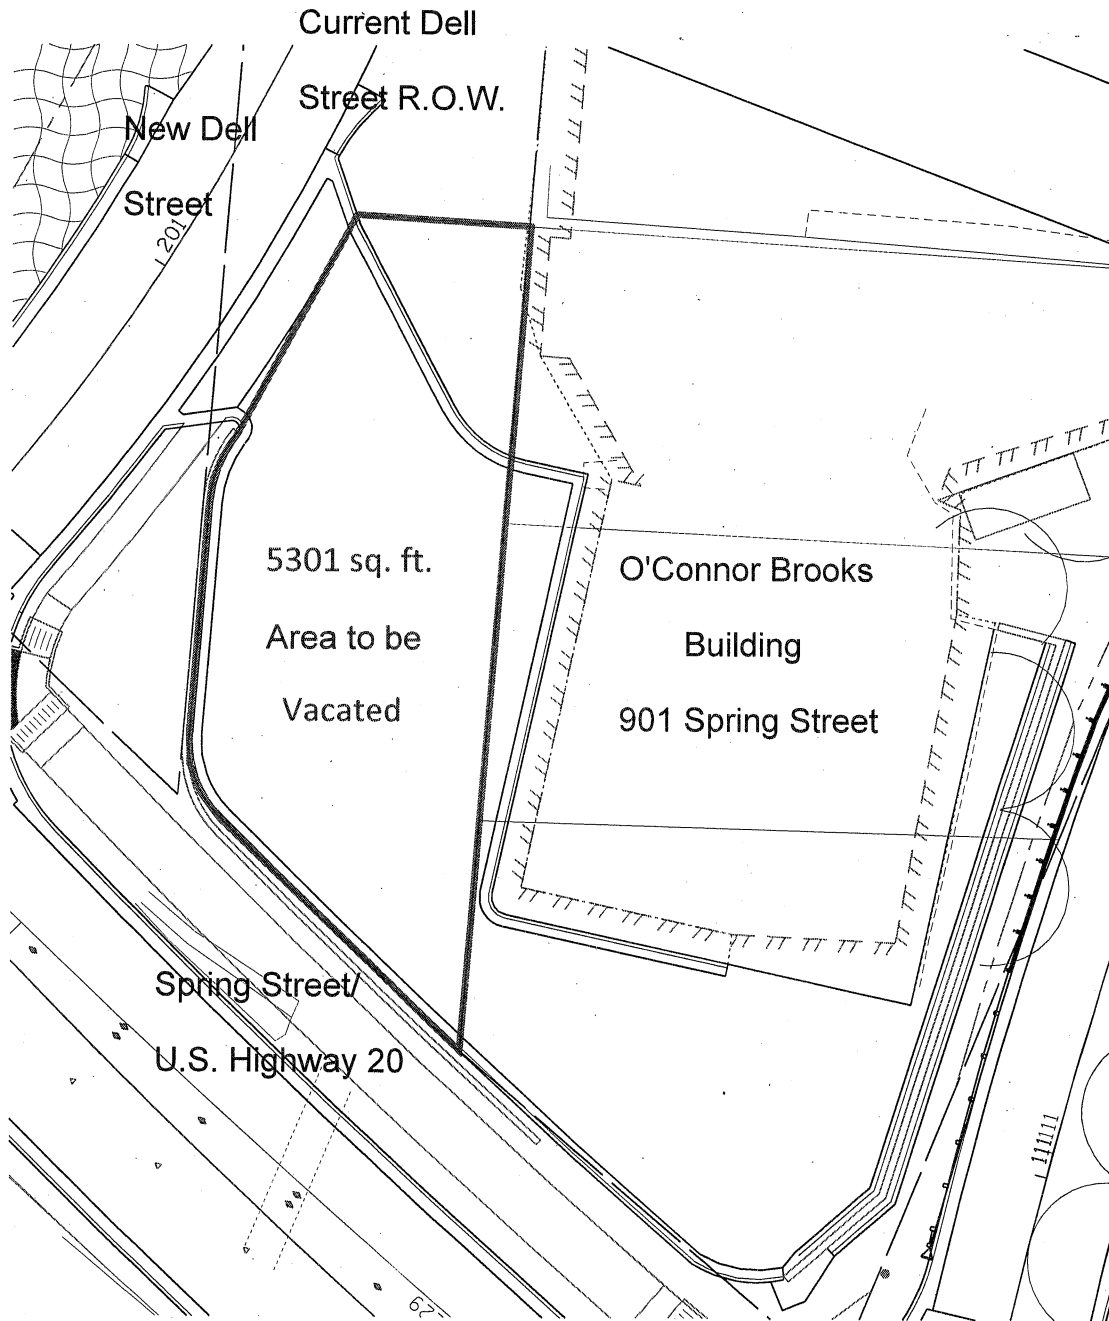 Current Dell
Street R.O.W.
New Dell
Street
201
5301 sq. ft.
Area to be
Vacated
O'Connor Brooks
Building
901 Spring Street
Spring Street/
U.S. Highway 20
111111